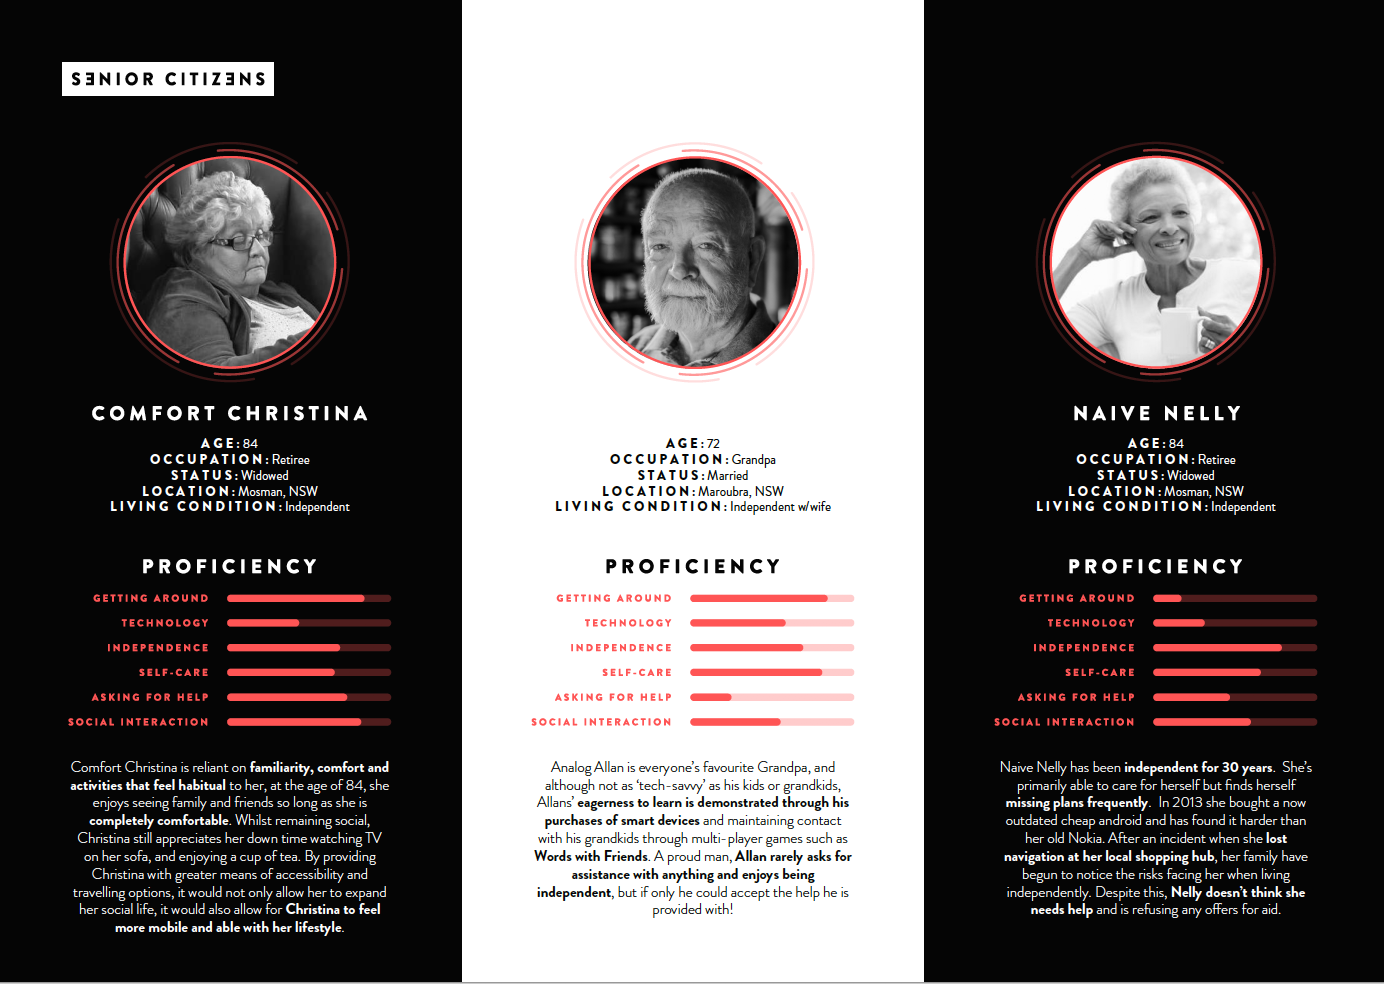 SENIOR CITIZENS
COMFORT CHRISTINA
AGE: 84
OCCUPATION: Retiree
STATUS: Widowed
LOCATION: Mosman, NSW
LIVING CONDITION: Independent
PROFICIENCY
GETTING AROUND
TECHNOLOGY
INDEPENDENCE
SELF-CARE
ASKING FOR HELP
SOCIAL INTERACTION
Comfort Christina is reliant on familiarity, comfort and
activities that feel habitual to her, at the age of 84, she
enjoys seeing family and friends so long as she is
completely comfortable. Whilst remaining social,
Christina still appreciates her down time watching TV
on her sofa, and enjoying a cup of tea. By providing
Christina with greater means of accessibility and
travelling options, it would not only allow her to expand
her social life, it would also allow for Christina to feel
more mobile and able with her lifestyle.
AGE: 72
OCCUPATION: Grandpa
STATUS: Married
LOCATION: Maroubra, NSW
LIVING CONDITION: Independent w/wife
PROFICIENCY
GETTING AROUND
TECHNOLOGY
INDEPENDENCE
SELF-CARE
ASKING FOR HELP
SOCIAL INTERACTION
Analog Allan is everyone's favourite Grandpa, and
although not as 'tech-savvy' as his kids or grandkids,
Allans' eagerness to learn is demonstrated through his
purchases of smart devices and maintaining contact
with his grandkids through multi-player games such as
Words with Friends. A proud man, Allan rarely asks for
assistance with anything and enjoys being
independent, but if only he could accept the help he is
provided with!
NAIVE NELLY
AGE: 84
OCCUPATION: Retiree
STATUS: Widowed
LOCATION: Mosman, NSW
LIVING CONDITION: Independent
PROFICIENCY
GETTING AROUND
TECHNOLOGY
INDEPENDENCE
SELF-CARE
ASKING FOR HELP
SOCIAL INTERACTION
Naive Nelly has been independent for 30 years. She's
primarily able to care for herself but finds herself
missing plans frequently. In 2013 she bought a now
outdated cheap android and has found it harder than
her old Nokia. After an incident when she lost
navigation at her local shopping hub, her family have
begun to notice the risks facing her when living
independently. Despite this, Nelly doesn't think she
needs help and is refusing any offers for aid.